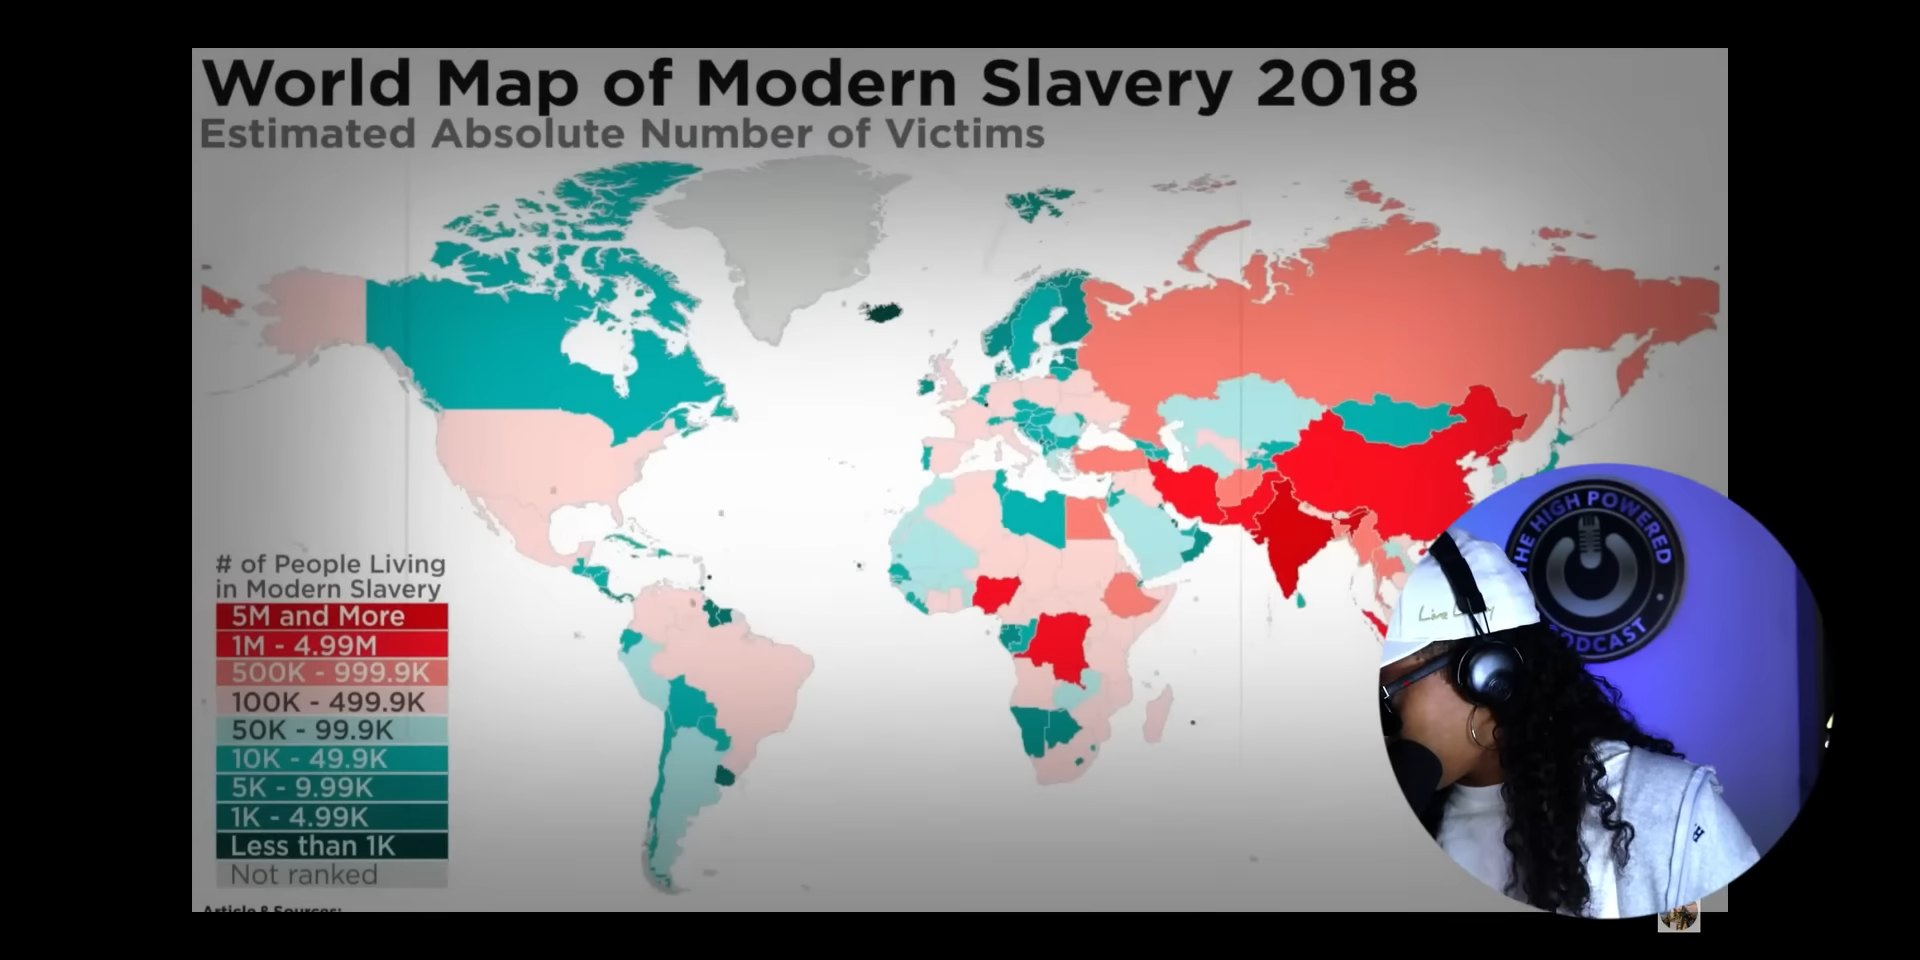 World Map of Modern Slavery 2018
Estimated Absolute Number of Victims
# of People Living
in Modern Slavery
5M and More
1M - 4.99M
500K - 999.9K
100K - 499.9K
50K - 99.9K
10K - 49.9K
5K - 9.99K
1K - 4.99K
Less than 1K
Not ranked
Article & Sources:
THE HIGH POWERED
PODCAST